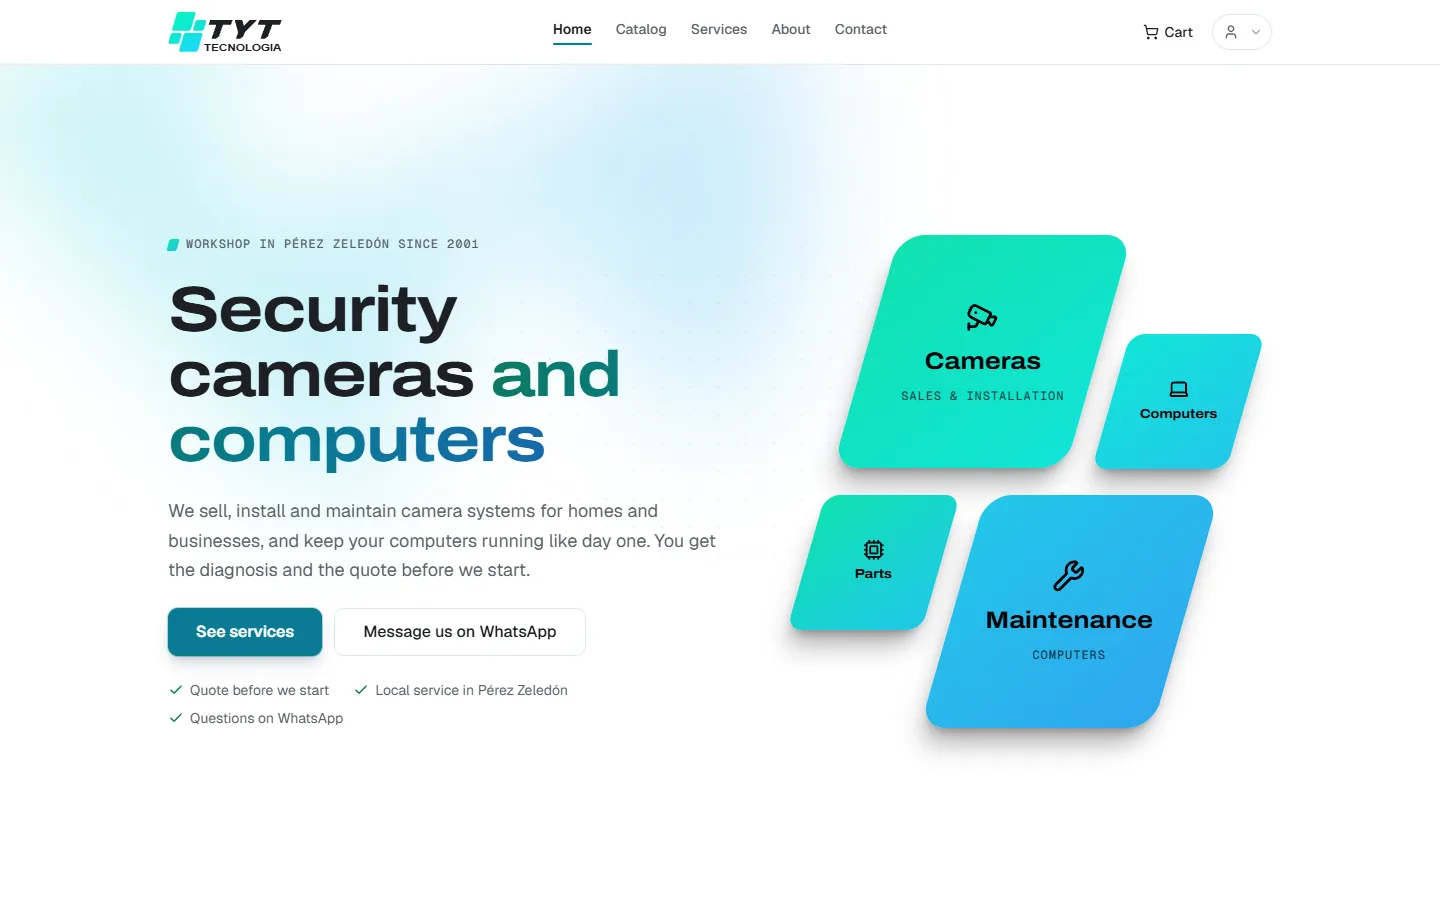 TYT
TECNOLOGIA
Home
Catalog
Services
About
Contact
Cart
WORKSHOP IN PÉREZ ZELEDÓN SINCE 2001
Security
cameras and
computers
We sell, install and maintain camera systems for homes and
businesses, and keep your computers running like day one. You get
the diagnosis and the quote before we start.
See services
Message us on WhatsApp
Quote before we start
Local service in Pérez Zeledón
Questions on WhatsApp
Cameras
SALES & INSTALLATION
Computers
Parts
Maintenance
COMPUTERS